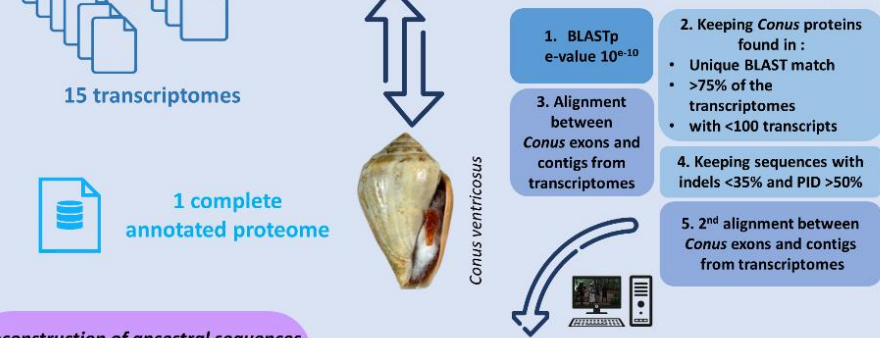 15 transcriptomes
1 complete
annotated proteome
Conus ventricosus
1. BLASTp
e-value 10e-10
2. Keeping Conus proteins
found in :
• Unique BLAST match
• >75% of the
transcriptomes
• with <100 transcripts
3. Alignment
between
Conus exons and
contigs from
transcriptomes
4. Keeping sequences with
indels <35% and PID >50%
5. 2nd alignment between
Conus exons and contigs
from transcriptomes
of ancestral sequences